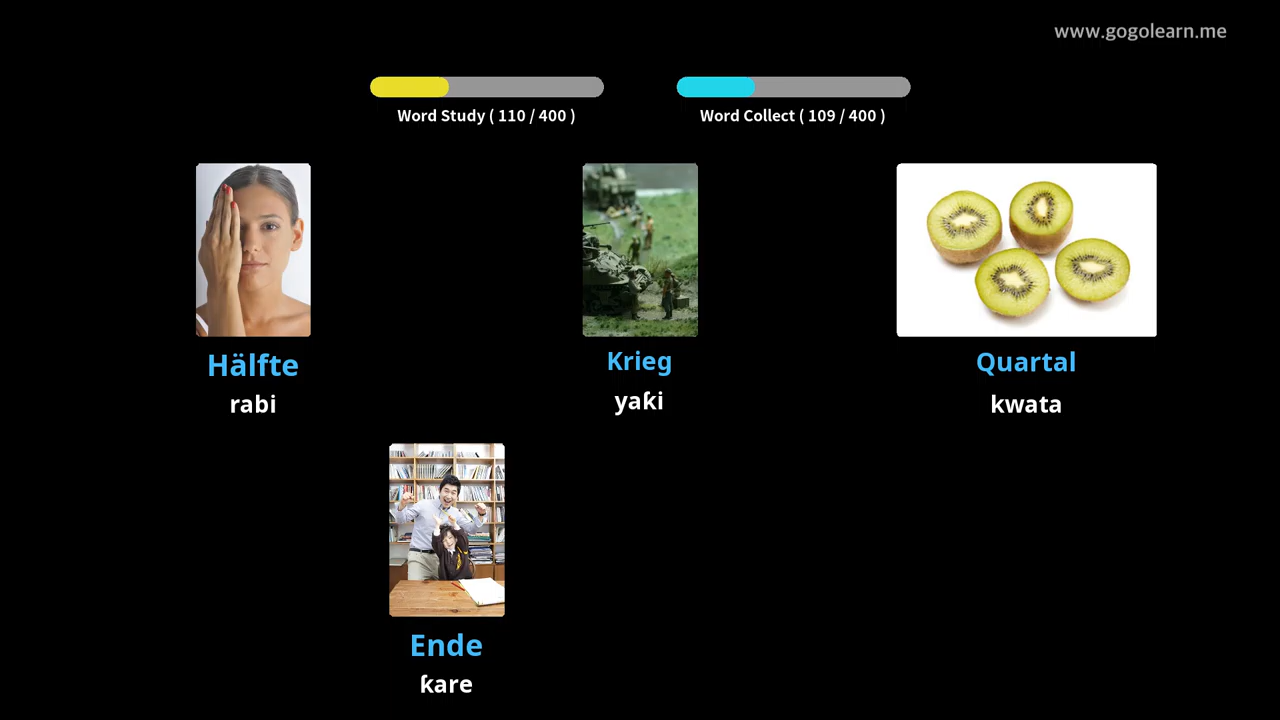 www.gogolearn.me
Word Study ( 110 / 400 )
Word Collect ( 109 / 400 )
Hälfte
rabi
Krieg
yaƙi
Quartal
kwata
Ende
ƙare